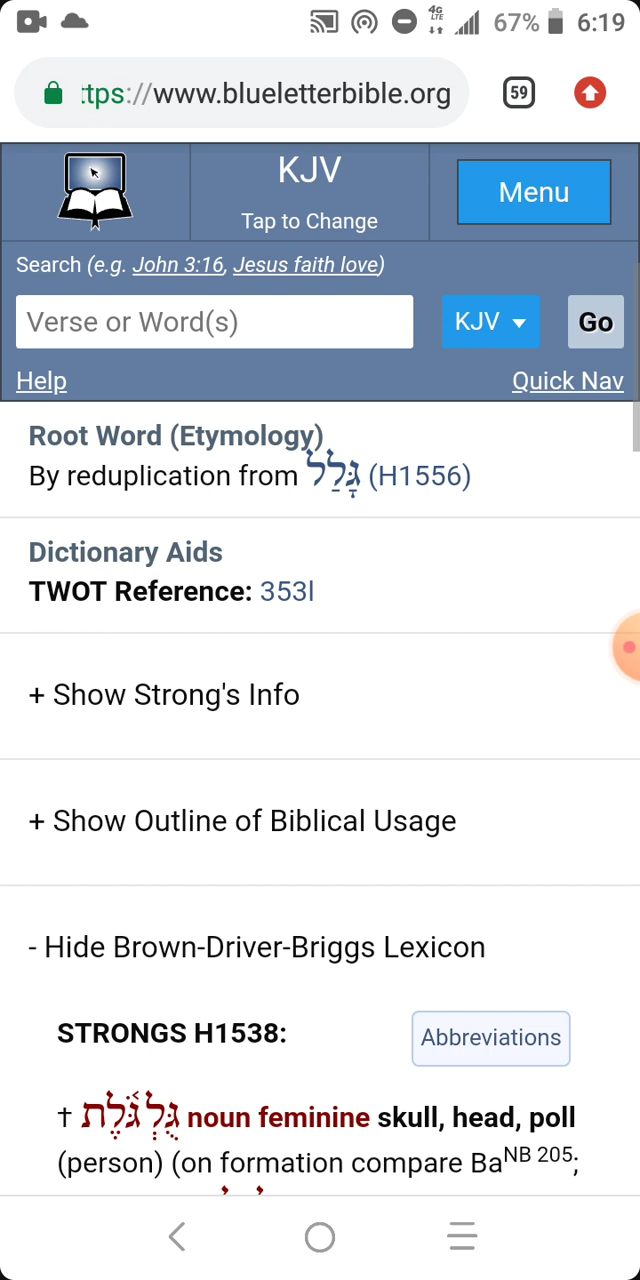 4G
LTE
67% 6:19
ttps://www.blueletterbible.org 59
KJV
Tap to Change
Menu
Search (e.g. John 3:16, Jesus faith love)
Verse or Word(s) KJV Go
Help Quick Nav
Root Word (Etymology)
By reduplication from גָּלַל (H1556)
Dictionary Aids
TWOT Reference: 353l
+ Show Strong's Info
+ Show Outline of Biblical Usage
- Hide Brown-Driver-Briggs Lexicon
STRONGS H1538: Abbreviations
† גֻּלְגֹּ֫לֶת noun feminine skull, head, poll
(person) (on formation compare Ba NB 205;